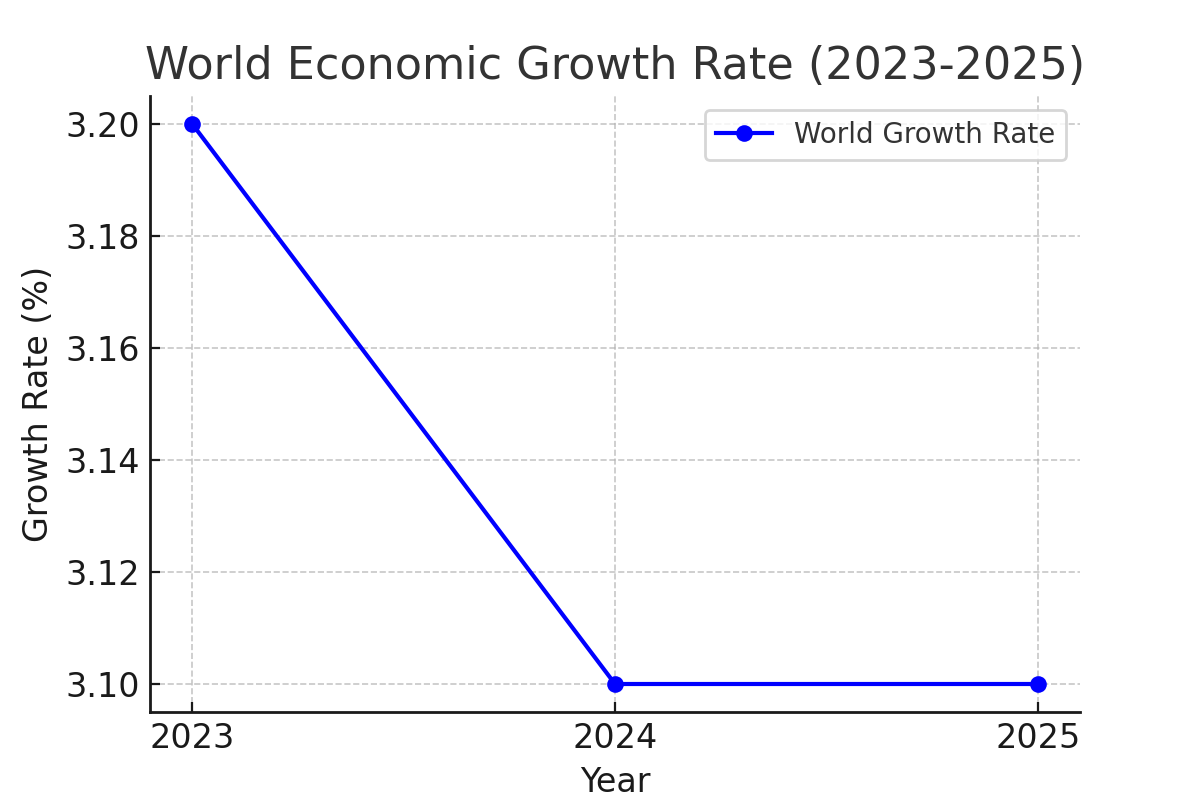 World Economic Growth Rate (2023-2025)
World Growth Rate
Growth Rate (%)
3.20
3.18
3.16
3.14
3.12
3.10
2023 2024 2025
Year